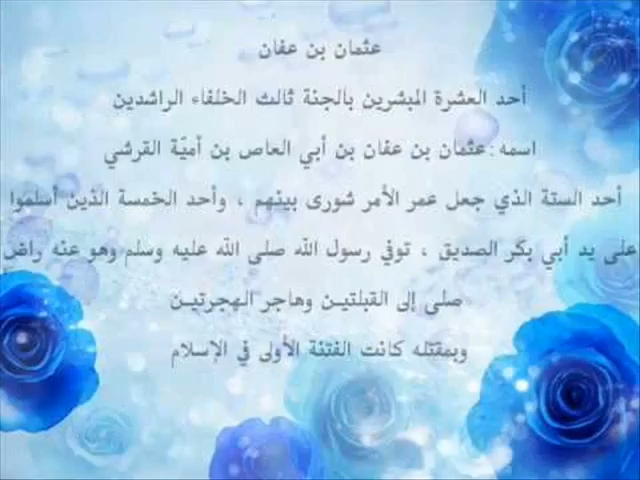 عثمان بن عفان
أحد العشرة المبشرين بالجنة ثالث الخلفاء الراشدين
اسمه : عثمان بن عفان بن أبي العاص بن أميّة القرشي
أحد الستة الذي جعل عمر الأمر شورى بينهم ، وأحد الخمسة الذين أسلموا
على يد أبي بكر الصديق ، توفي رسول الله صلى الله عليه وسلم وهو عنه راض
صلى إلى القبلتين وهاجر الهجرتين
وبمقتله كانت الفتنة الأولى في الإسلام